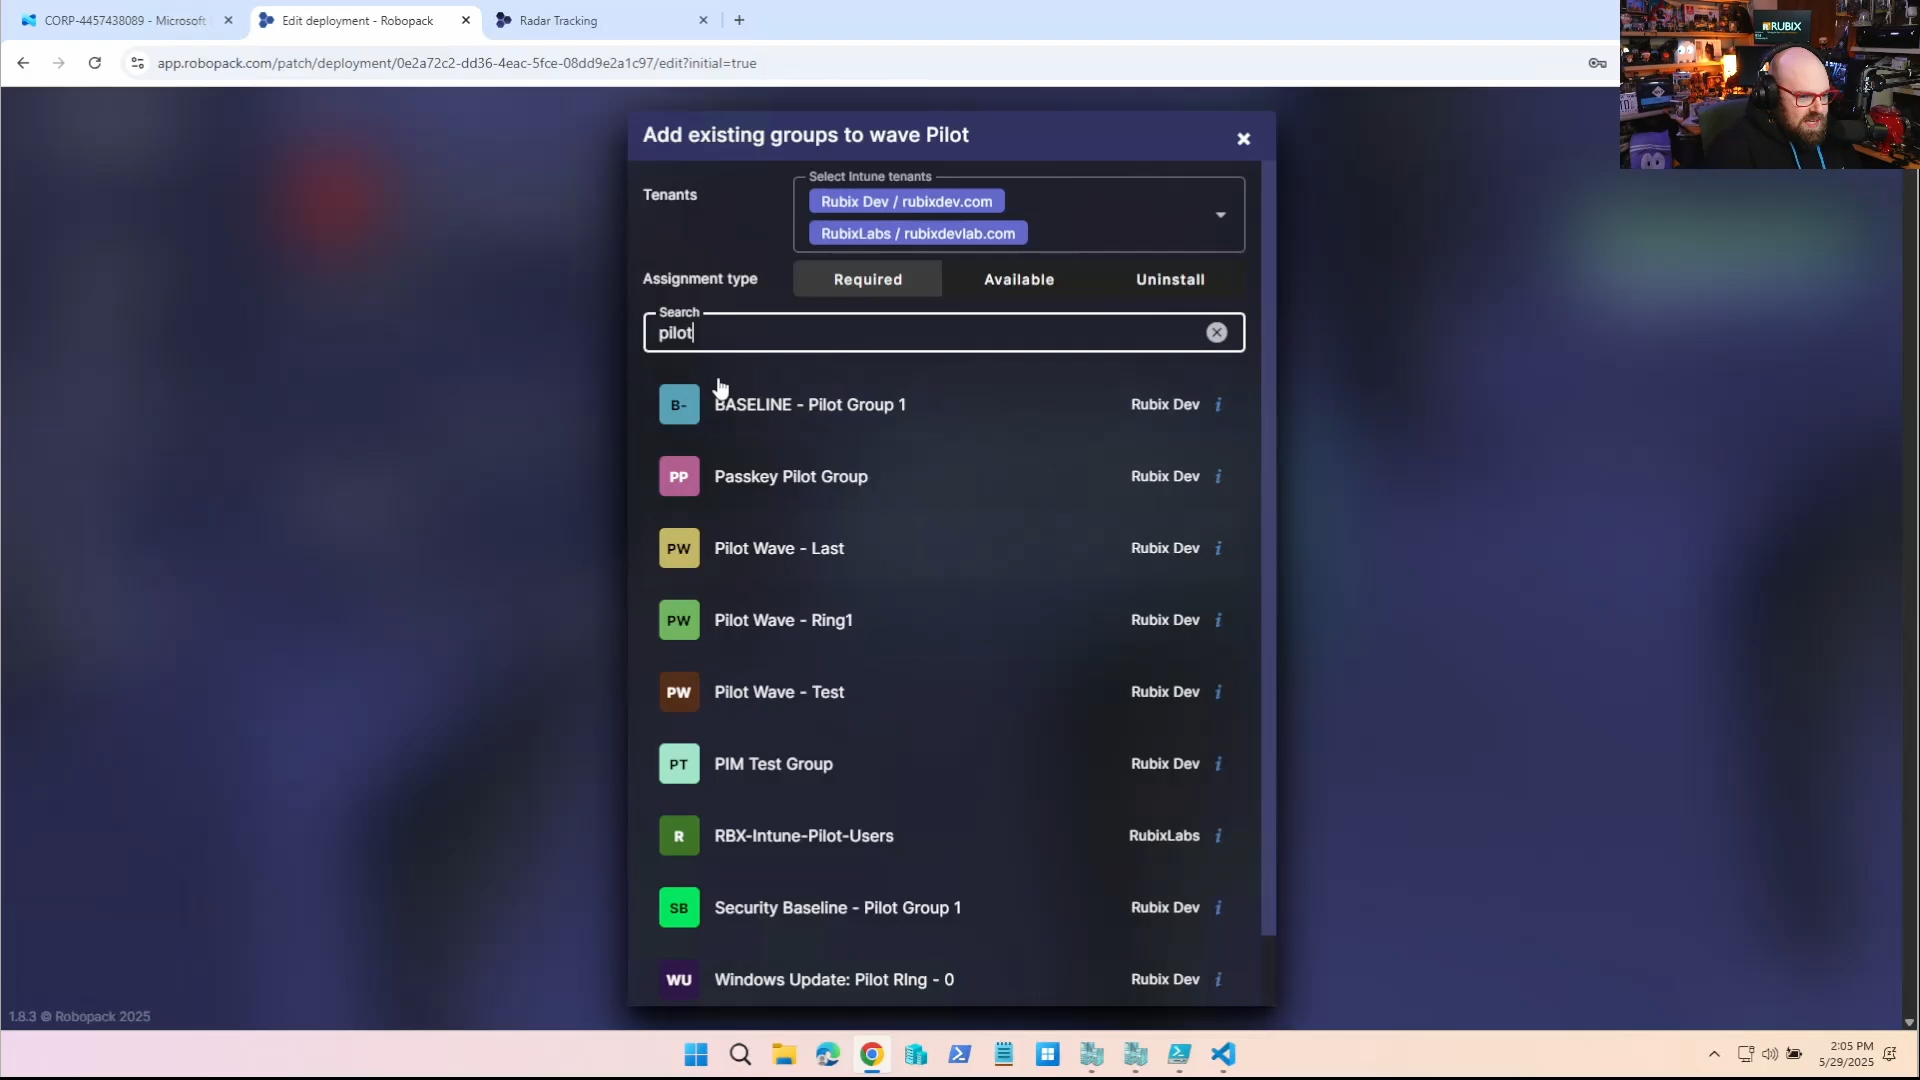 CORP-4457438089 - Microsoft
Edit deployment - Robopack
Radar Tracking
app.robopack.com/patch/deployment/0e2a72c2-dd36-4eac-5fce-08dd9e2a1c97/edit?initial=true
RUBIX
Add existing groups to wave Pilot
Tenants
Select Intune tenants
Rubix Dev / rubixdev.com
RubixLabs / rubixdevlab.com
Assignment type
Required
Available
Uninstall
Search
pilot
B-
BASELINE - Pilot Group 1
Rubix Dev
PP
Passkey Pilot Group
Rubix Dev
PW
Pilot Wave - Last
Rubix Dev
PW
Pilot Wave - Ring1
Rubix Dev
PW
Pilot Wave - Test
Rubix Dev
PT
PIM Test Group
Rubix Dev
R
RBX-Intune-Pilot-Users
RubixLabs
SB
Security Baseline - Pilot Group 1
Rubix Dev
WU
Windows Update: Pilot RIng - 0
Rubix Dev
1.8.3 © Robopack 2025
2:05 PM
5/29/2025